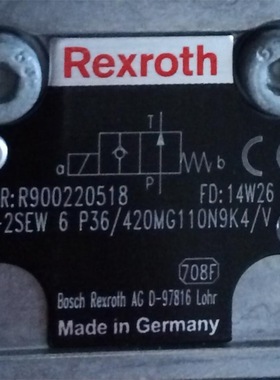 Rexroth
T
a
b
P
R:R900220518 FD:14W26
-2SEW 6 P36/420MG110N9K4/V
708F
Bosch Rexroth AG D-97816 Lohr
Made in Germany